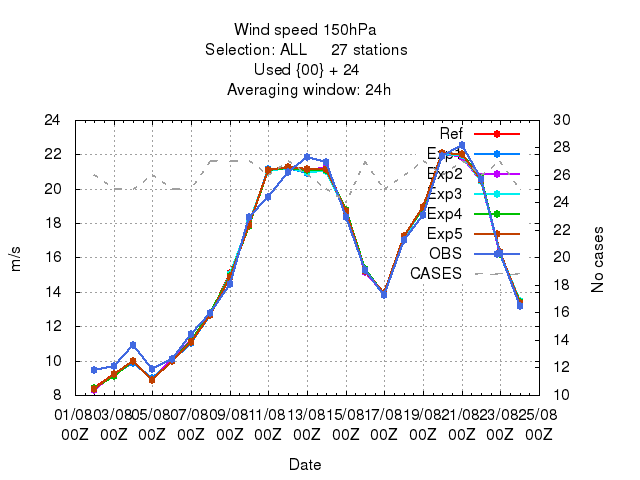 Wind speed 150hPa
Selection: ALL     27 stations
Used {00} + 24
Averaging window: 24h
24 30
22 28
20 26
18 24
16 22
14 20
12 18
10 16
8 14
12
10
m/s
No cases
Ref
Exp1
Exp2
Exp3
Exp4
Exp5
OBS
CASES
01/08 03/08 05/08 07/08 09/08 11/08 13/08 15/08 17/08 19/08 21/08 23/08 25/08
00Z 00Z 00Z 00Z 00Z 00Z 00Z 00Z 00Z 00Z 00Z 00Z 00Z
Date